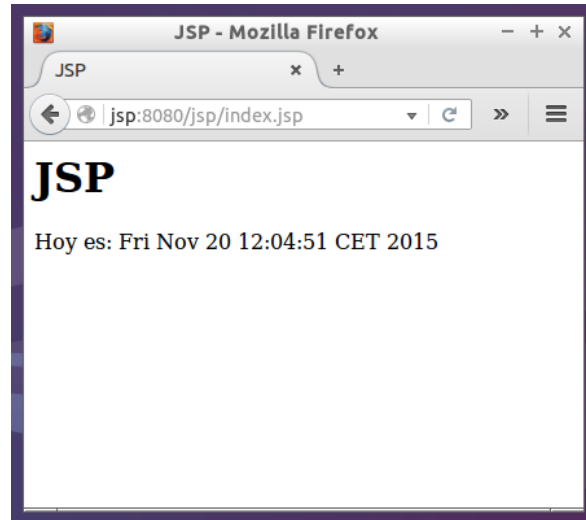 JSP - Mozilla Firefox
JSP
jsp:8080/jsp/index.jsp
JSP
Hoy es: Fri Nov 20 12:04:51 CET 2015